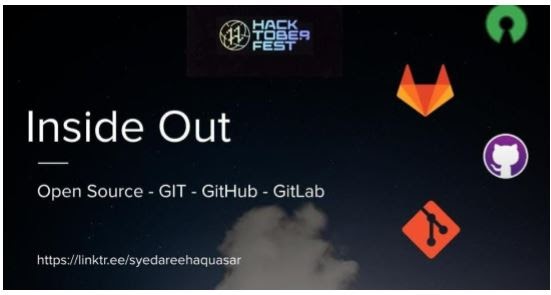 HACK
TOBER
FEST
Inside Out
Open Source - GIT - GitHub - GitLab
https://linktr.ee/syedareehaquasar